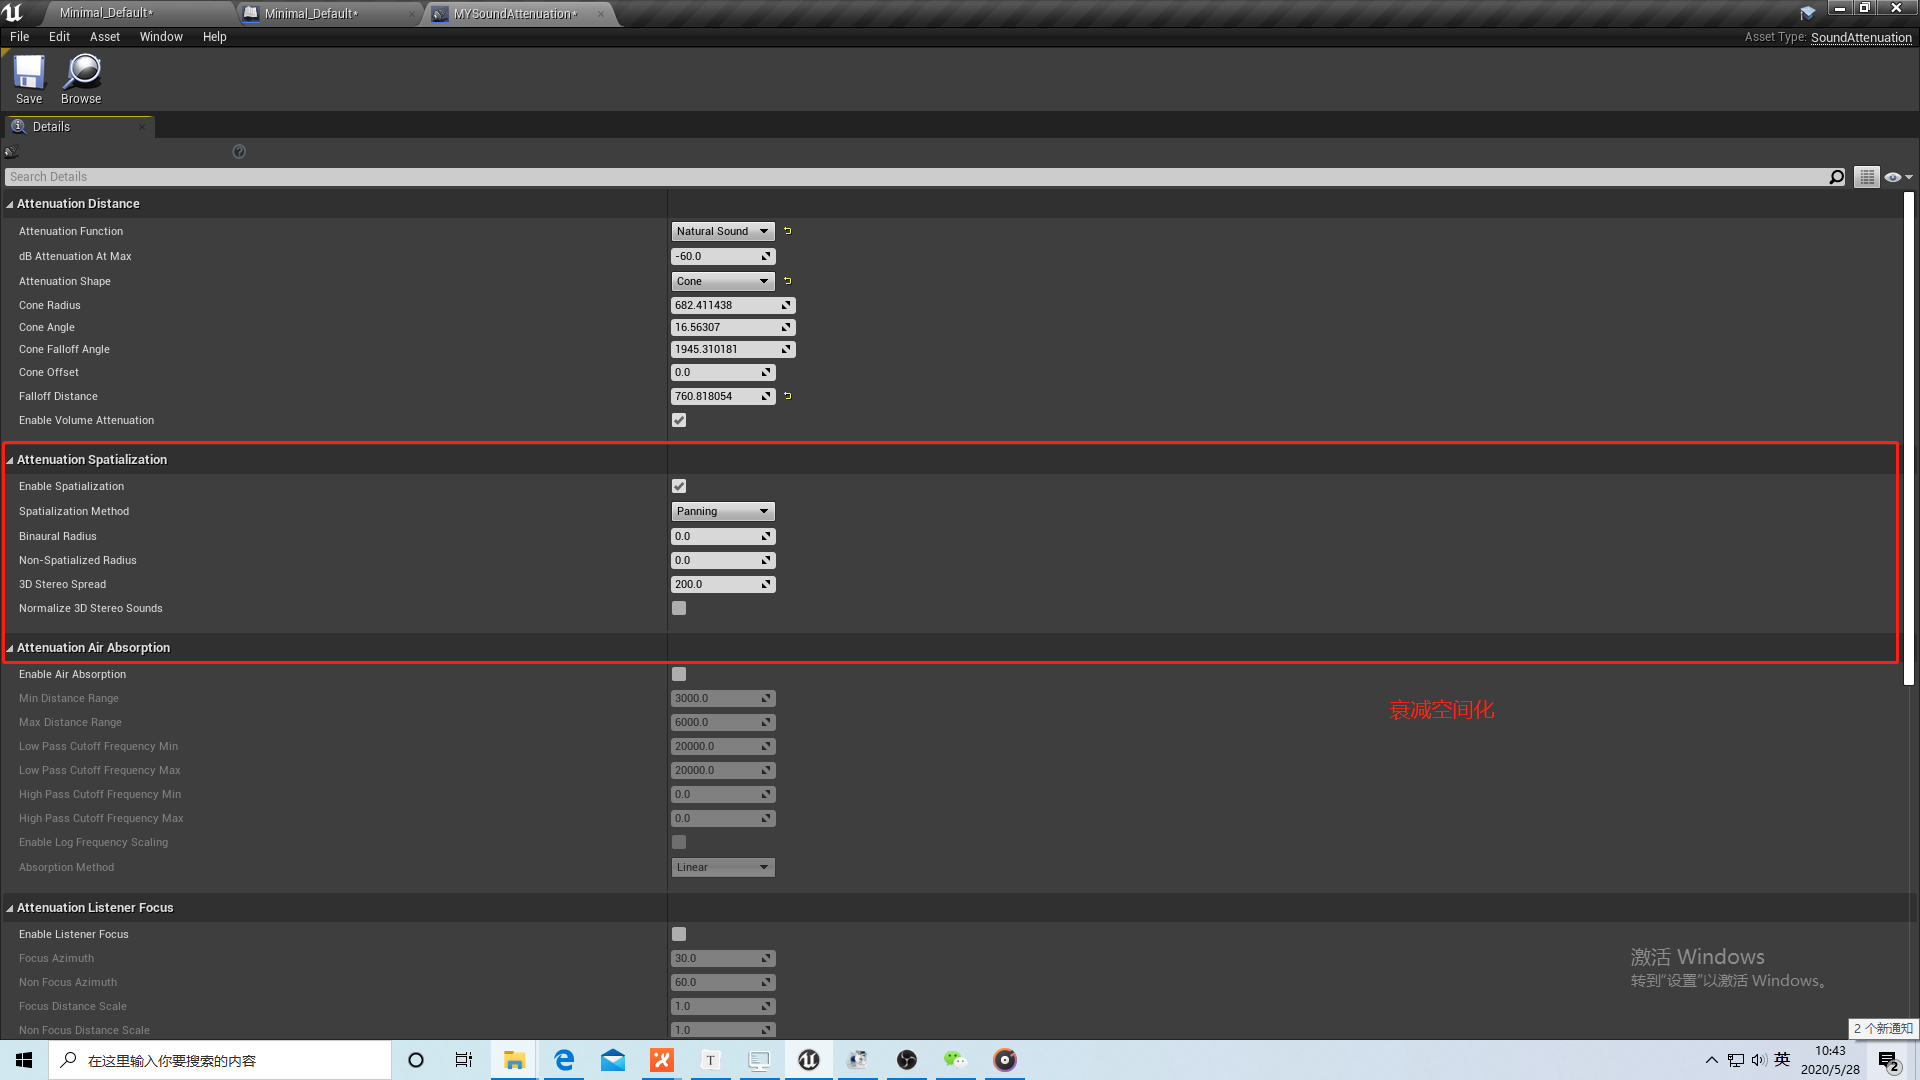 Minimal_Default*
Minimal_Default*
MYSoundAttenuation*
File Edit Asset Window Help
Asset Type: SoundAttenuation
Save Browse
Details
Search Details
Attenuation Distance
Attenuation Function Natural Sound
dB Attenuation At Max -60.0
Attenuation Shape Cone
Cone Radius 682.411438
Cone Angle 16.56307
Cone Falloff Angle 1945.310181
Cone Offset 0.0
Falloff Distance 760.818054
Enable Volume Attenuation
Attenuation Spatialization
Enable Spatialization
Spatialization Method Panning
Binaural Radius 0.0
Non-Spatialized Radius 0.0
3D Stereo Spread 200.0
Normalize 3D Stereo Sounds
Attenuation Air Absorption
Enable Air Absorption
Min Distance Range 3000.0
衰减空间化
Max Distance Range 6000.0
Low Pass Cutoff Frequency Min 20000.0
Low Pass Cutoff Frequency Max 20000.0
High Pass Cutoff Frequency Min 0.0
High Pass Cutoff Frequency Max 0.0
Enable Log Frequency Scaling
Absorption Method Linear
Attenuation Listener Focus
Enable Listener Focus
Focus Azimuth 30.0
Non Focus Azimuth 60.0
Focus Distance Scale 1.0
Non Focus Distance Scale 1.0
激活 Windows
转到“设置”以激活 Windows。
2 个新通知
在这里输入你要搜索的内容
英
10:43
2020/5/28
2